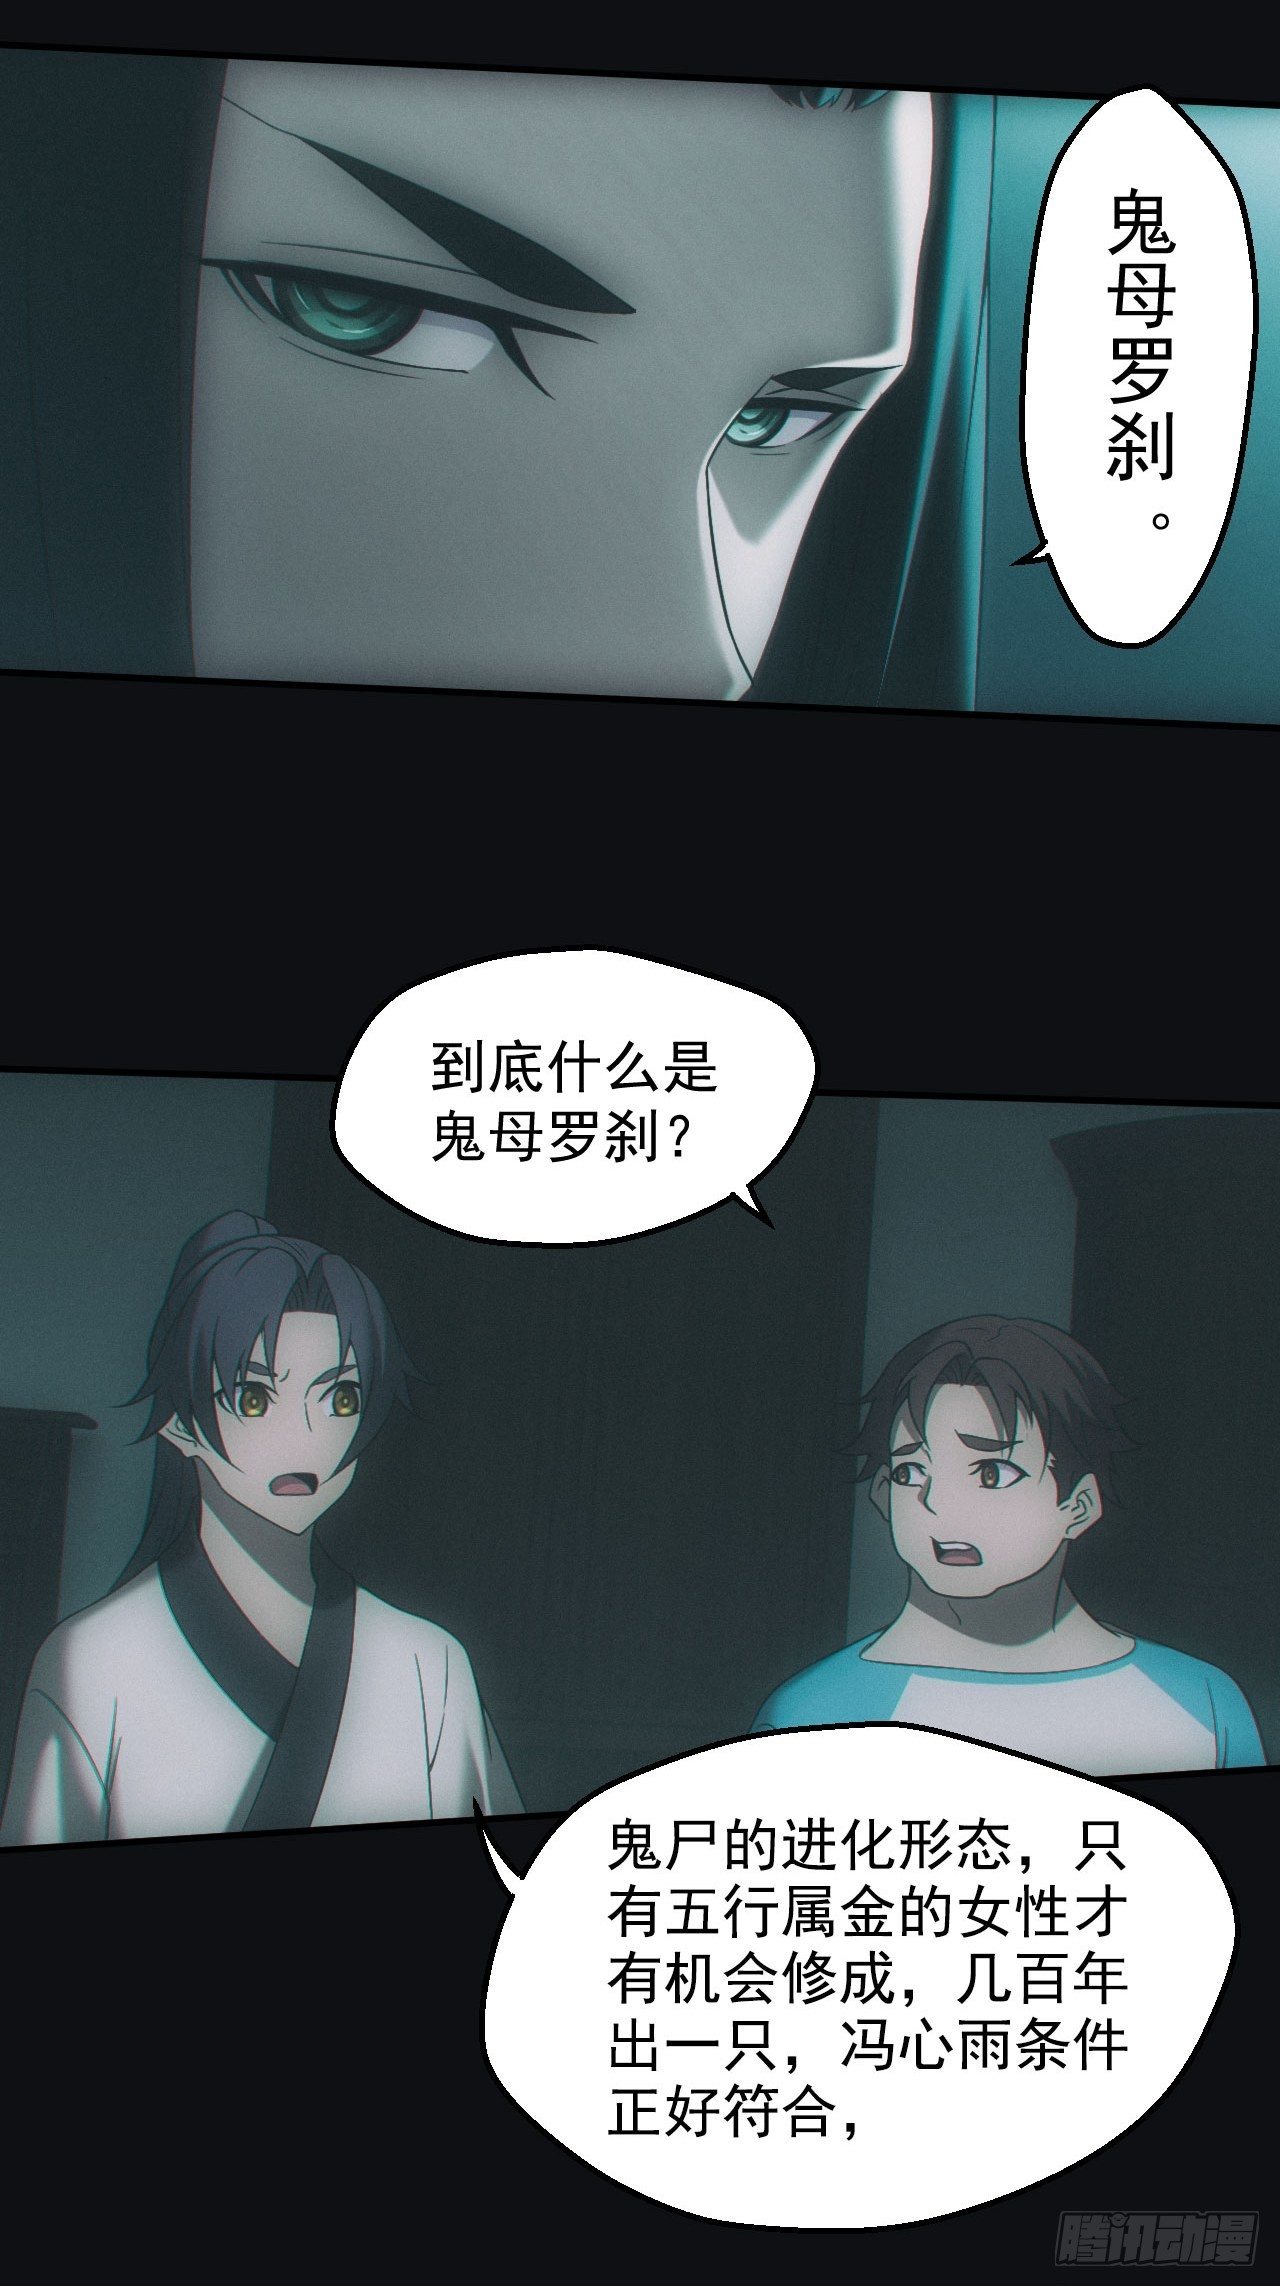 鬼母罗刹。
到底什么是
鬼母罗刹?
鬼尸的进化形态,只
有五行属金的女性才
有机会修成,几百年
出一只,冯心雨条件
正好符合,
腾讯动漫